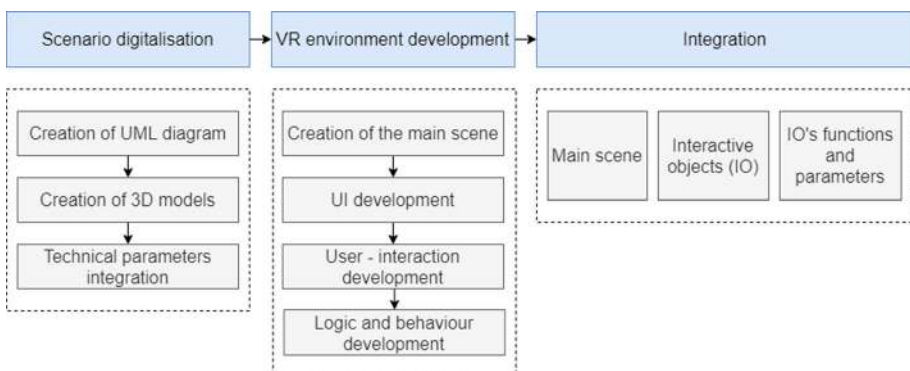 Scenario digitalisation
VR environment development
Integration
Creation of UML diagram
Creation of 3D models
Technical parameters
integration
Creation of the main scene
UI development
User - interaction
development
Logic and behaviour
development
Main scene
Interactive
objects (IO)
IO's functions
and
parameters